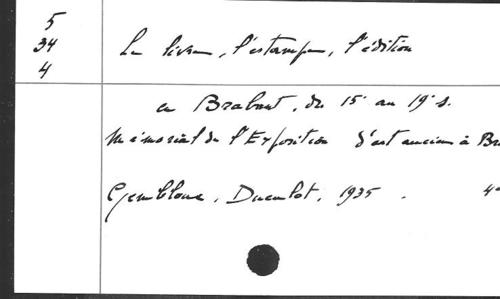 5
34
4
Le livre, l'estampe, l'édition
en Brabant, du 15e au 19e s.
Mémorial de l'Exposition d'art ancien à Br
Gembloux, Duculot, 1935. 4°